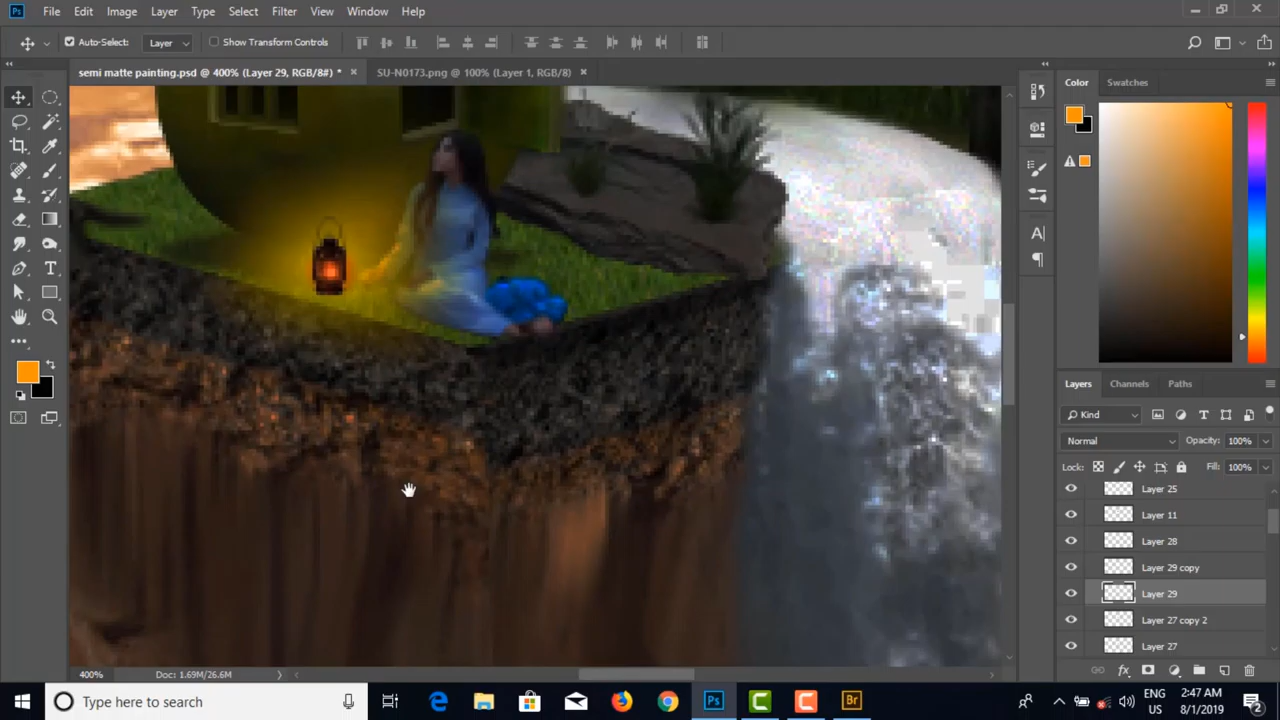 Ps File Edit Image Layer Type Select Filter View Window Help
Auto-Select: Layer Show Transform Controls
semi matte painting.psd @ 400% (Layer 29, RGB/8#) * × SU-N0173.png @ 100% (Layer 1, RGB/8) ×
Color Swatches
Layers Channels Paths
Kind
Normal Opacity: 100%
Lock: Fill: 100%
Layer 25
Layer 11
Layer 28
Layer 29 copy
Layer 29
Layer 27 copy 2
Layer 27
400% Doc: 1.69M/26.6M
Type here to search
Ps
Br
ENG
US
2:47 AM
8/1/2019
2